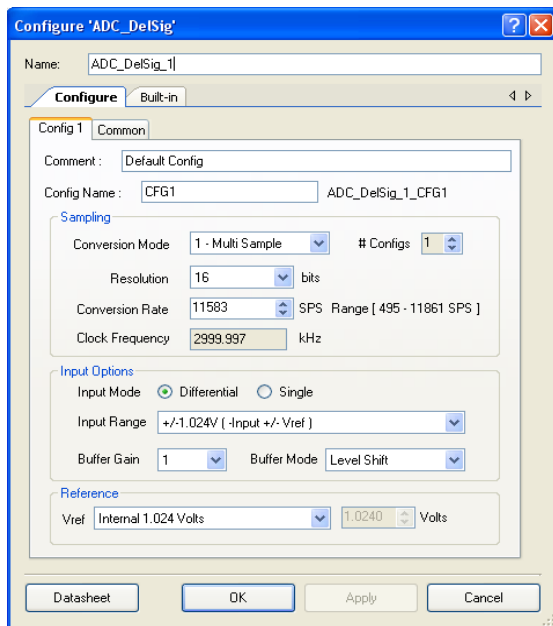 Configure 'ADC_DelSig'
Name: ADC_DelSig_1
Configure Built-in
Config 1 Common
Comment : Default Config
Config Name : CFG1 ADC_DelSig_1_CFG1
Sampling
Conversion Mode 1 - Multi Sample # Configs 1
Resolution 16 bits
Conversion Rate 11583 SPS Range [ 495 - 11861 SPS ]
Clock Frequency 2999.997 kHz
Input Options
Input Mode Differential Single
Input Range +/-1.024V ( -Input +/- Vref )
Buffer Gain 1 Buffer Mode Level Shift
Reference
Vref Internal 1.024 Volts 1.0240 Volts
Datasheet OK Apply Cancel